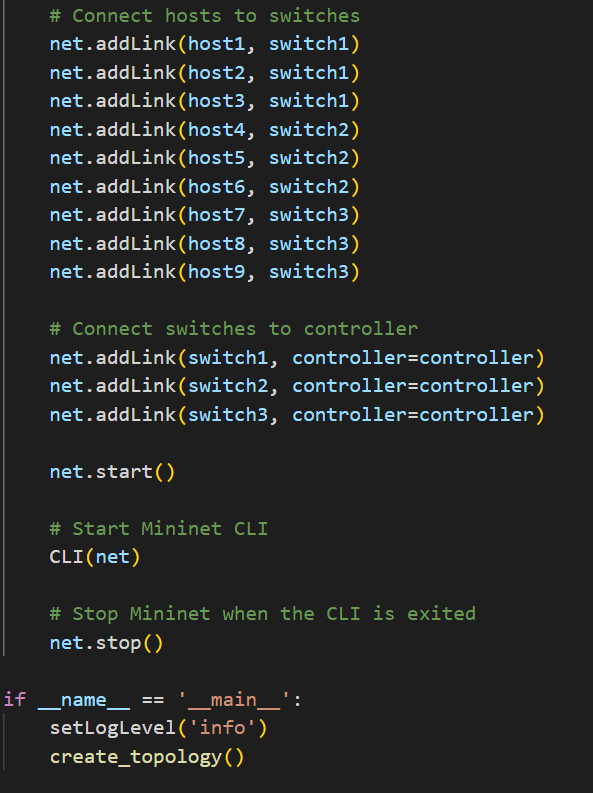 # Connect hosts to switches
net.addLink(host1, switch1)
net.addLink(host2, switch1)
net.addLink(host3, switch1)
net.addLink(host4, switch2)
net.addLink(host5, switch2)
net.addLink(host6, switch2)
net.addLink(host7, switch3)
net.addLink(host8, switch3)
net.addLink(host9, switch3)
# Connect switches to controller
net.addLink(switch1, controller=controller)
net.addLink(switch2, controller=controller)
net.addLink(switch3, controller=controller)
net.start()
# Start Mininet CLI
CLI(net)
# Stop Mininet when the CLI is exited
net.stop()
if __name__ == '__main__':
setLogLevel('info')
create_topology()